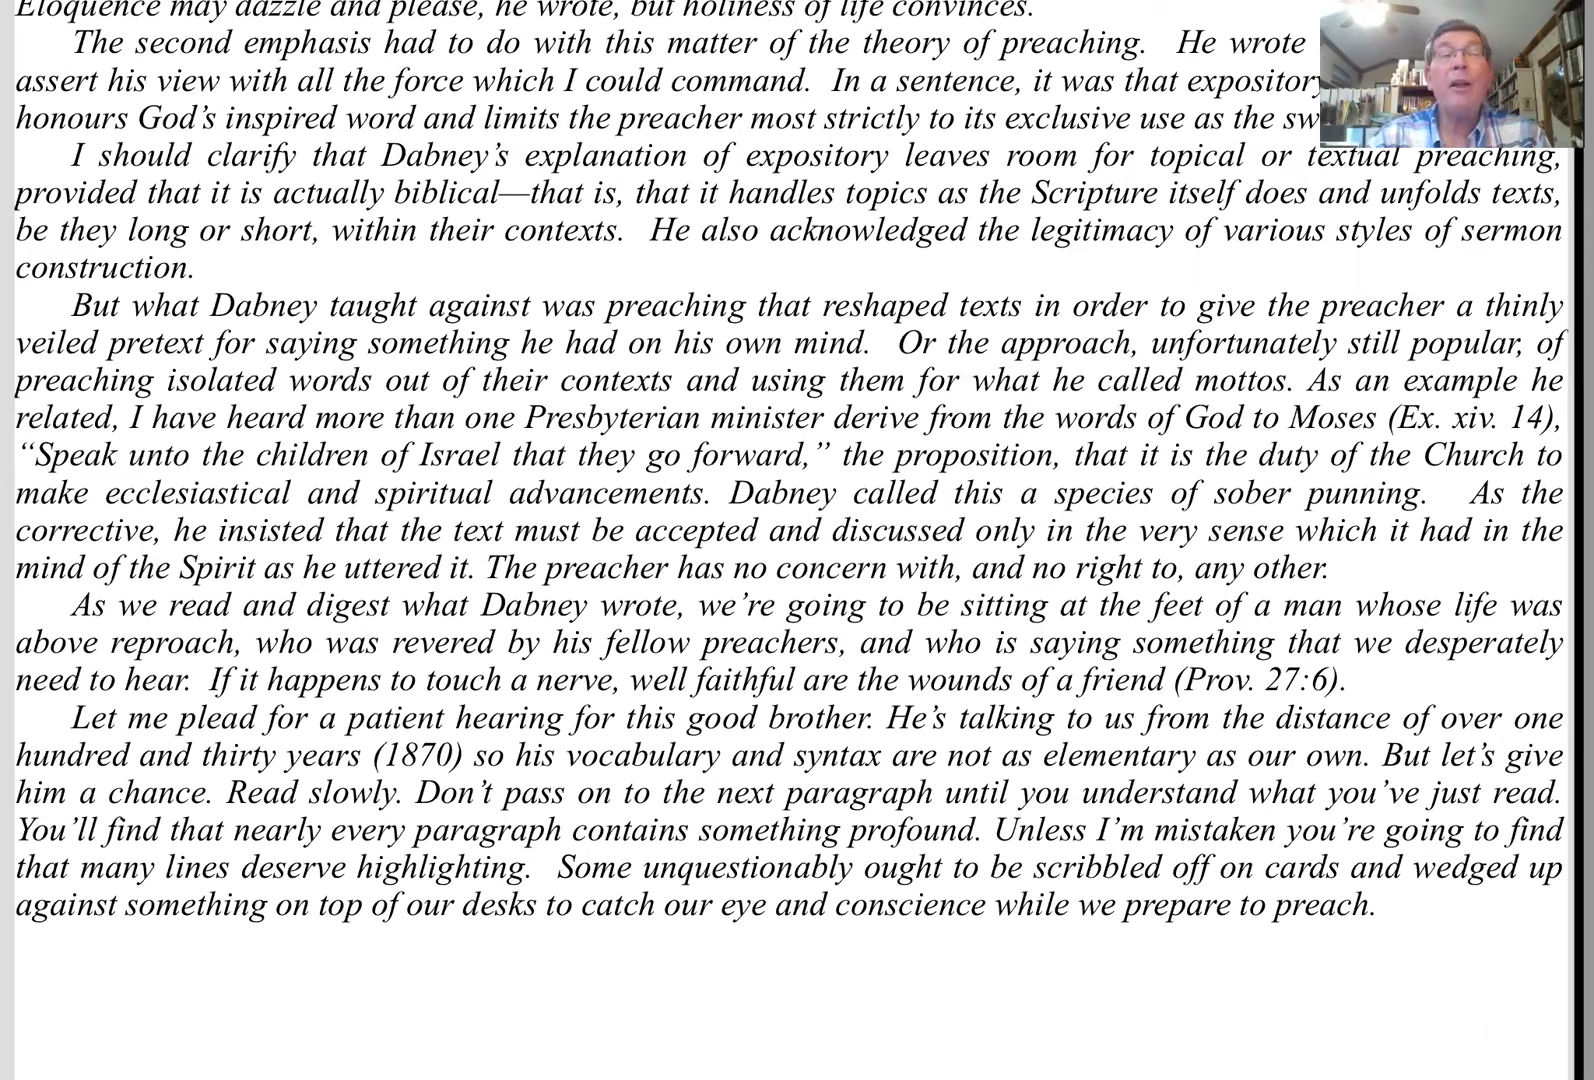 Eloquence may dazzle and please, he wrote, but holiness of life convinces.
The second emphasis had to do with this matter of the theory of preaching. He wrote
assert his view with all the force which I could command. In a sentence, it was that expository
honours God's inspired word and limits the preacher most strictly to its exclusive use as the sw
I should clarify that Dabney's explanation of expository leaves room for topical or textual preaching,
provided that it is actually biblical—that is, that it handles topics as the Scripture itself does and unfolds texts,
be they long or short, within their contexts. He also acknowledged the legitimacy of various styles of sermon
construction.
But what Dabney taught against was preaching that reshaped texts in order to give the preacher a thinly
veiled pretext for saying something he had on his own mind. Or the approach, unfortunately still popular, of
preaching isolated words out of their contexts and using them for what he called mottos. As an example he
related, I have heard more than one Presbyterian minister derive from the words of God to Moses (Ex. xiv. 14),
“Speak unto the children of Israel that they go forward,” the proposition, that it is the duty of the Church to
make ecclesiastical and spiritual advancements. Dabney called this a species of sober punning. As the
corrective, he insisted that the text must be accepted and discussed only in the very sense which it had in the
mind of the Spirit as he uttered it. The preacher has no concern with, and no right to, any other.
As we read and digest what Dabney wrote, we're going to be sitting at the feet of a man whose life was
above reproach, who was revered by his fellow preachers, and who is saying something that we desperately
need to hear. If it happens to touch a nerve, well faithful are the wounds of a friend (Prov. 27:6).
Let me plead for a patient hearing for this good brother. He's talking to us from the distance of over one
hundred and thirty years (1870) so his vocabulary and syntax are not as elementary as our own. But let's give
him a chance. Read slowly. Don't pass on to the next paragraph until you understand what you've just read.
You'll find that nearly every paragraph contains something profound. Unless I'm mistaken you're going to find
that many lines deserve highlighting. Some unquestionably ought to be scribbled off on cards and wedged up
against something on top of our desks to catch our eye and conscience while we prepare to preach.